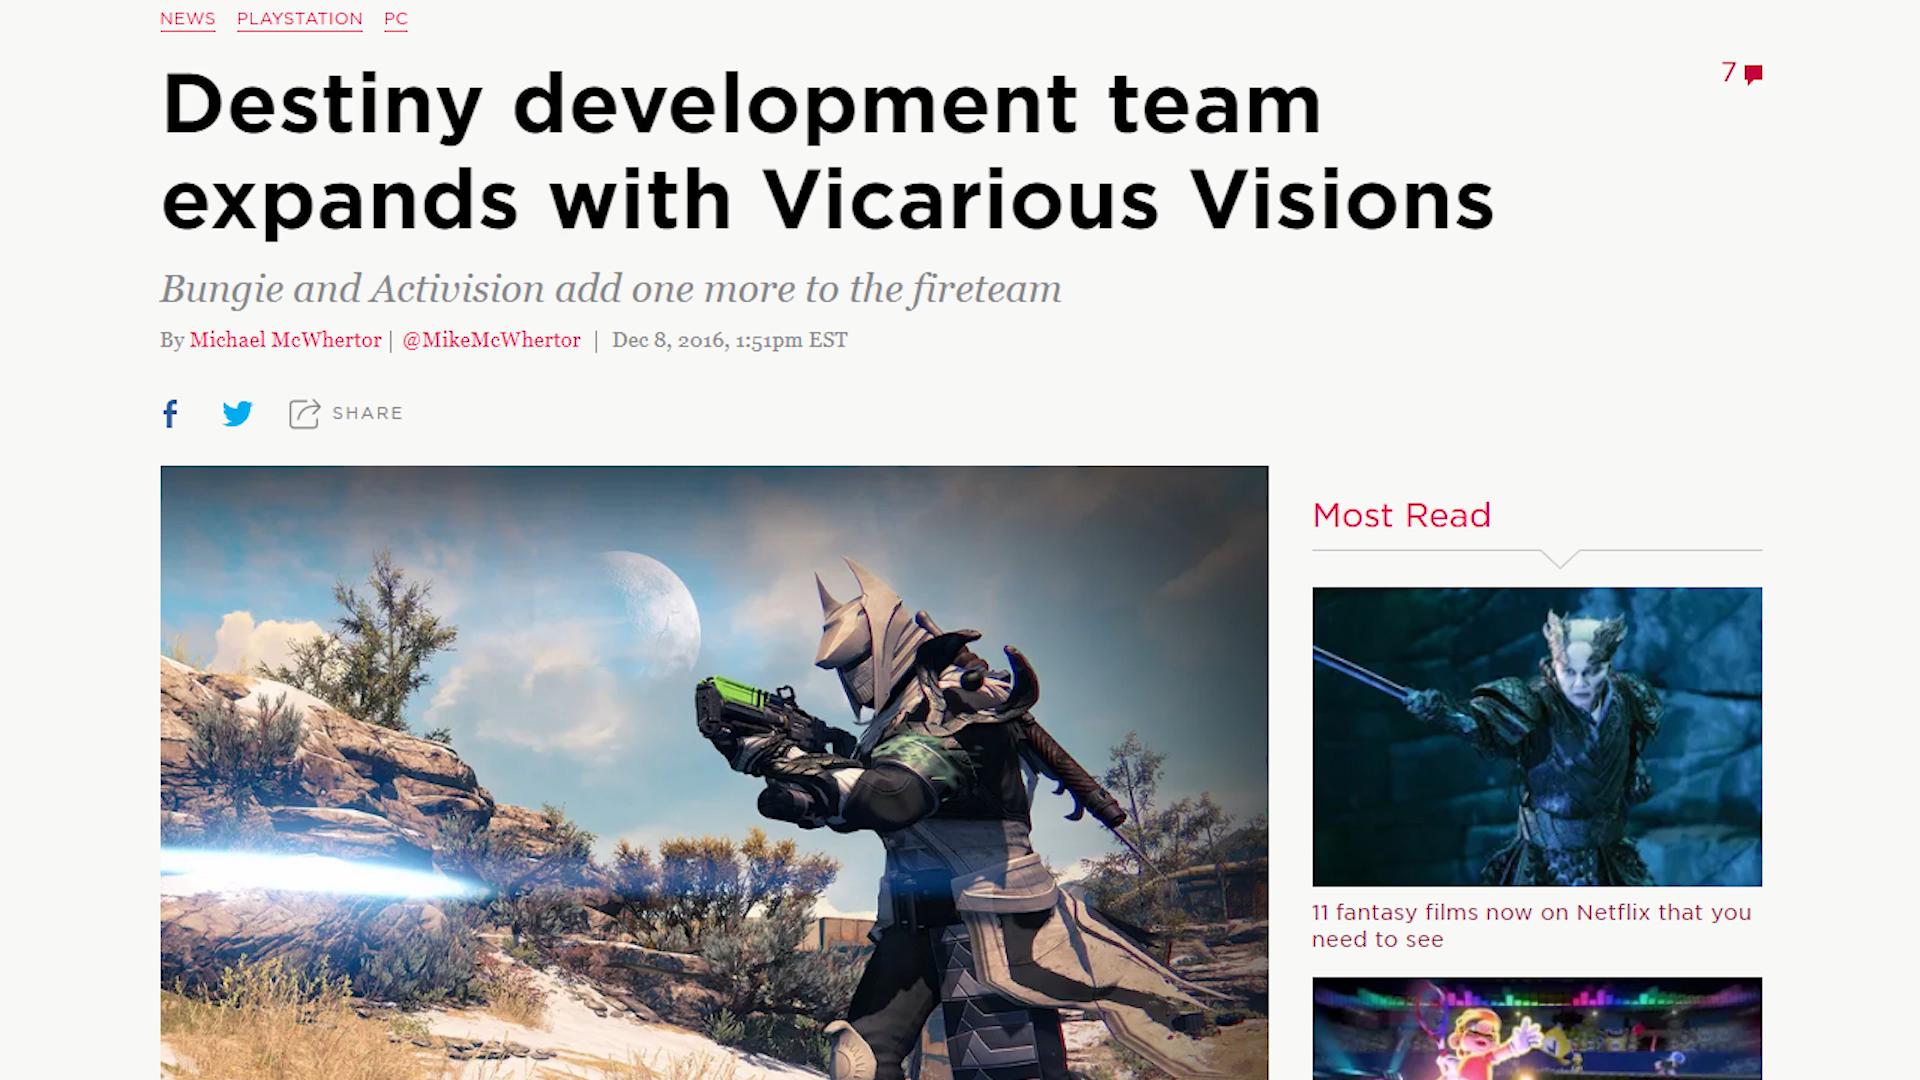 NEWS PLAYSTATION PC
Destiny development team
expands with Vicarious Visions
7
Bungie and Activision add one more to the fireteam
By Michael McWhertor | @MikeMcWhertor | Dec 8, 2016, 1:51pm EST
f SHARE
Most Read
11 fantasy films now on Netflix that you
need to see